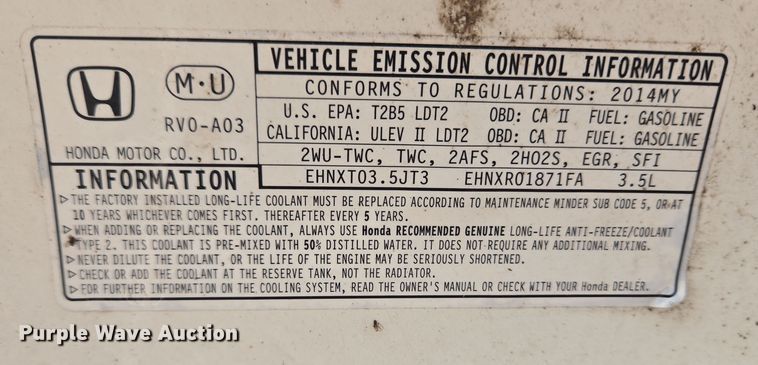 M·U
RV0-A03
HONDA MOTOR CO., LTD.
VEHICLE EMISSION CONTROL INFORMATION
CONFORMS TO REGULATIONS: 2014MY
U.S. EPA: T2B5 LDT2 OBD: CA II FUEL: GASOLINE
CALIFORNIA: ULEV II LDT2 OBD: CA II FUEL: GASOLINE
2WU-TWC, TWC, 2AFS, 2HO2S, EGR, SFI
INFORMATION
EHNXT03.5JT3 EHNXR01871FA 3.5L
▷THE FACTORY INSTALLED LONG-LIFE COOLANT MUST BE REPLACED ACCORDING TO MAINTENANCE MINDER SUB CODE 5, OR AT
10 YEARS WHICHEVER COMES FIRST. THEREAFTER EVERY 5 YEARS.
▷WHEN ADDING OR REPLACING THE COOLANT, ALWAYS USE Honda RECOMMENDED GENUINE LONG-LIFE ANTI-FREEZE/COOLANT
TYPE 2. THIS COOLANT IS PRE-MIXED WITH 50% DISTILLED WATER. IT DOES NOT REQUIRE ANY ADDITIONAL MIXING.
▷NEVER DILUTE THE COOLANT, OR THE LIFE OF THE ENGINE MAY BE SERIOUSLY SHORTENED.
▷CHECK OR ADD THE COOLANT AT THE RESERVE TANK, NOT THE RADIATOR.
▷FOR FURTHER INFORMATION ON THE COOLING SYSTEM, READ THE OWNER'S MANUAL OR CHECK WITH YOUR Honda DEALER.
Purple Wave Auction